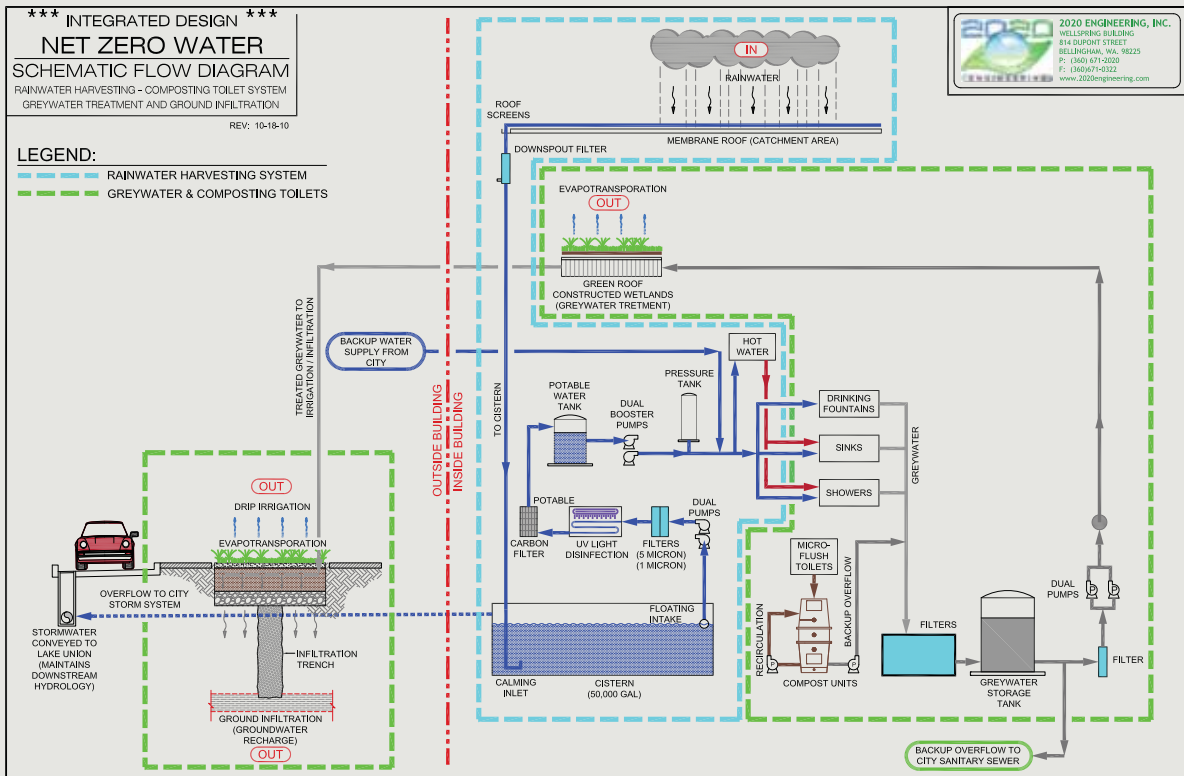 *** INTEGRATED DESIGN ***
NET ZERO WATER
SCHEMATIC FLOW DIAGRAM
RAINWATER HARVESTING - COMPOSTING TOILET SYSTEM
GREYWATER TREATMENT AND GROUND INFILTRATION
REV: 10-18-10
LEGEND:
RAINWATER HARVESTING SYSTEM
GREYWATER & COMPOSTING TOILETS
2020
ENGINEERING
2020 ENGINEERING, INC.
WELLSPRING BUILDING
814 DUPONT STREET
BELLINGHAM, WA. 98225
P: (360) 671-2020
F: (360)671-0322
www.2020engineering.com
IN
RAINWATER
ROOF
SCREENS
MEMBRANE ROOF (CATCHMENT AREA)
DOWNSPOUT FILTER
EVAPOTRANSPORATION
OUT
GREEN ROOF
CONSTRUCTED WETLANDS
(GREYWATER TRETMENT)
TREATED GREYWATER TO
IRRIGATION / INFILTRATION
BACKUP WATER
SUPPLY FROM
CITY
OUTSIDE BUILDING
INSIDE BUILDING
TO CISTERN
HOT
WATER
PRESSURE
TANK
POTABLE
WATER
TANK
DUAL
BOOSTER
PUMPS
DRINKING
FOUNTAINS
SINKS
SHOWERS
GREYWATER
POTABLE
CARBON
FILTER
UV LIGHT
DISINFECTION
FILTERS
(5 MICRON)
(1 MICRON)
DUAL
PUMPS
OUT
DRIP IRRIGATION
EVAPOTRANSPORATION
OVERFLOW TO CITY
STORM SYSTEM
STORMWATER
CONVEYED TO
LAKE UNION
(MAINTAINS
DOWNSTREAM
HYDROLOGY)
INFILTRATION
TRENCH
GROUND INFILTRATION
(GROUNDWATER
RECHARGE)
OUT
FLOATING
INTAKE
CALMING
INLET
CISTERN
(50,000 GAL)
MICRO-
FLUSH
TOILETS
RECIRCULATION
BACKUP OVERFLOW
P
P
COMPOST UNITS
FILTERS
GREYWATER
STORAGE
TANK
DUAL
PUMPS
P
P
FILTER
BACKUP OVERFLOW TO
CITY SANITARY SEWER